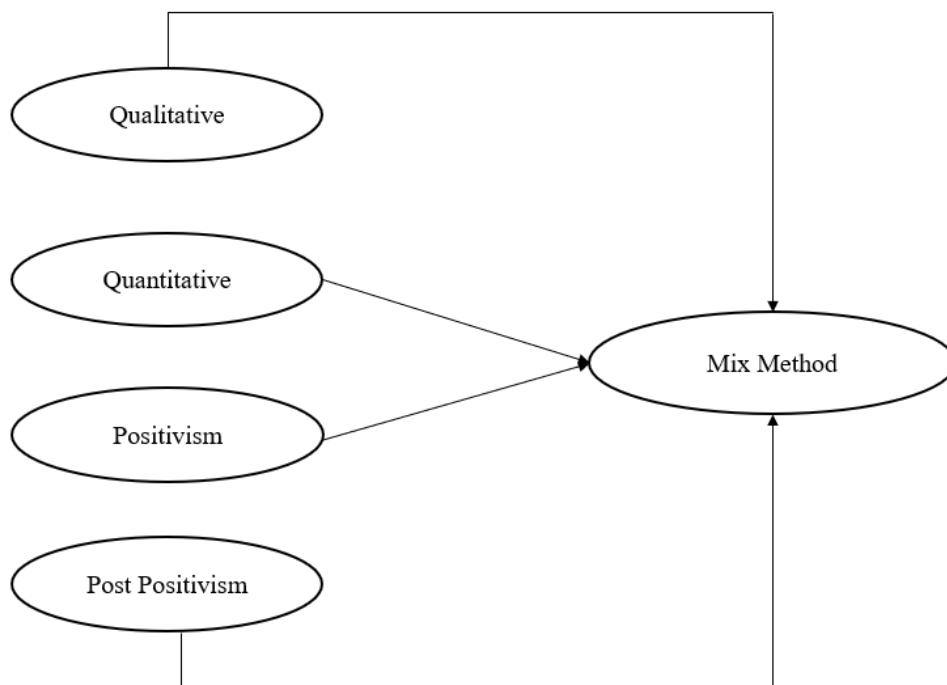 Qualitative
Quantitative
Mix Method
Positivism
Post Positivism